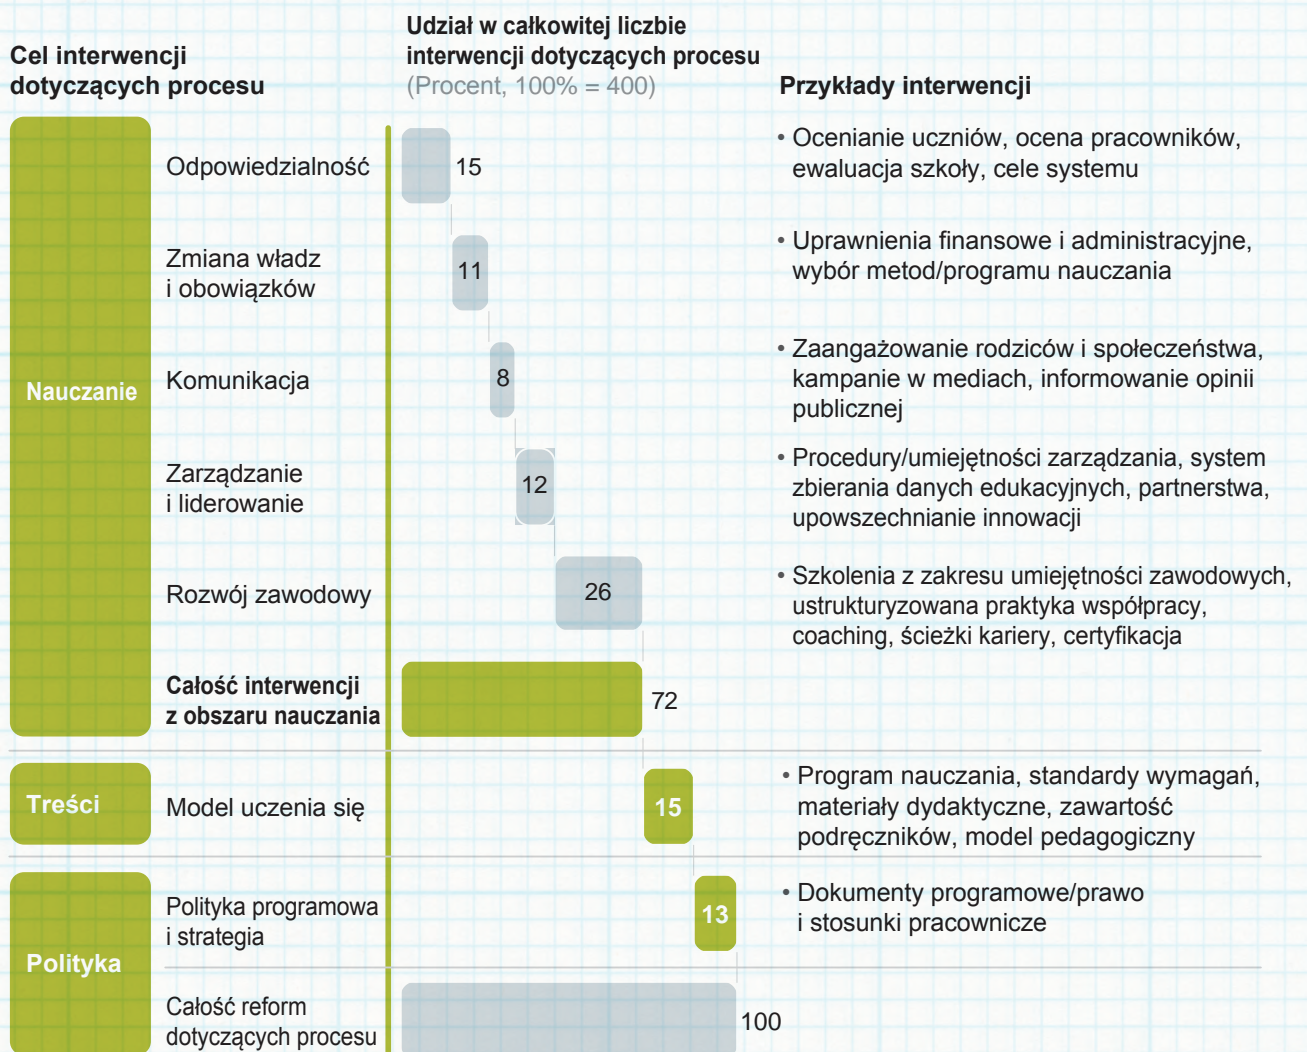 Cel interwencji
dotyczących procesu
Udział w całkowitej liczbie
interwencji dotyczących procesu
(Procent, 100% = 400)
Przykłady interwencji
Nauczanie
Odpowiedzialność
15
• Ocenianie uczniów, ocena pracowników,
ewaluacja szkoły, cele systemu
Zmiana władz
i obowiązków
11
• Uprawnienia finansowe i administracyjne,
wybór metod/programu nauczania
Komunikacja
8
• Zaangażowanie rodziców i społeczeństwa,
kampanie w mediach, informowanie opinii
publicznej
Zarządzanie
i liderowanie
12
• Procedury/umiejętności zarządzania, system
zbierania danych edukacyjnych, partnerstwa,
upowszechnianie innowacji
Rozwój zawodowy
26
• Szkolenia z zakresu umiejętności zawodowych,
ustrukturyzowana praktyka współpracy,
coaching, ścieżki kariery, certyfikacja
Całość interwencji
z obszaru nauczania
72
Treści
Model uczenia się
15
• Program nauczania, standardy wymagań,
materiały dydaktyczne, zawartość
podręczników, model pedagogiczny
Polityka
Polityka programowa
i strategia
13
• Dokumenty programowe/prawo
i stosunki pracownicze
Całość reform
dotyczących procesu
100